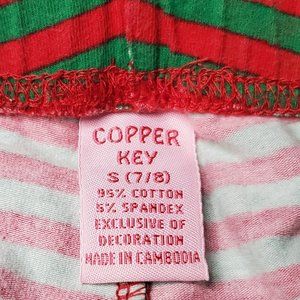 COPPER
KEY
S (7/8)
95% COTTON
5% SPANDEX
EXCLUSIVE OF
DECORATION
MADE IN CAMBODIA